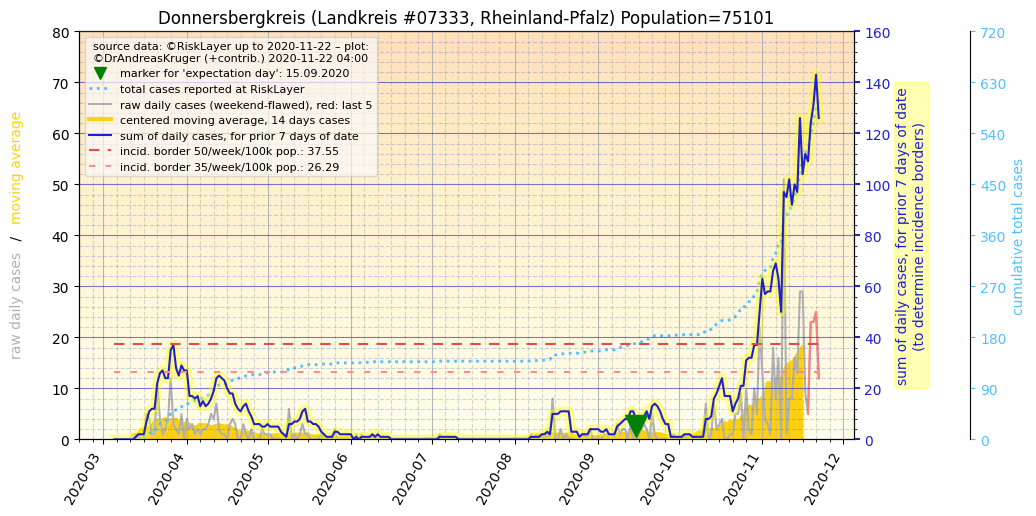 Donnersbergkreis (Landkreis #07333, Rheinland-Pfalz) Population=75101
source data: ©RiskLayer up to 2020-11-22 – plot:
©DrAndreasKruger (+contrib.) 2020-11-22 04:00
marker for 'expectation day': 15.09.2020
total cases reported at RiskLayer
raw daily cases (weekend-flawed), red: last 5
centered moving average, 14 days cases
sum of daily cases, for prior 7 days of date
incid. border 50/week/100k pop.: 37.55
incid. border 35/week/100k pop.: 26.29
raw daily cases / moving average
80
70
60
50
40
30
20
10
0
160
140
120
100
80
60
40
20
0
sum of daily cases, for prior 7 days of date
(to determine incidence borders)
720
630
540
450
360
270
180
90
0
cumulative total cases
2020-03
2020-04
2020-05
2020-06
2020-07
2020-08
2020-09
2020-10
2020-11
2020-12